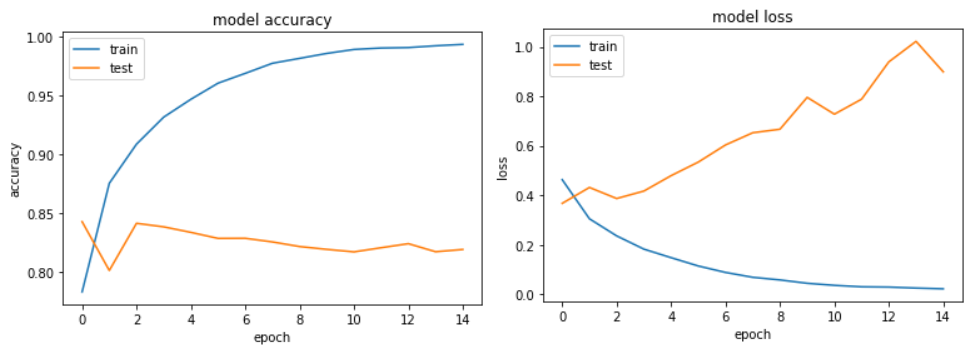 model accuracy
train
test
1.00
0.95
0.90
0.85
0.80
accuracy
0 2 4 6 8 10 12 14
epoch
model loss
train
test
1.0
0.8
0.6
0.4
0.2
0.0
loss
0 2 4 6 8 10 12 14
epoch